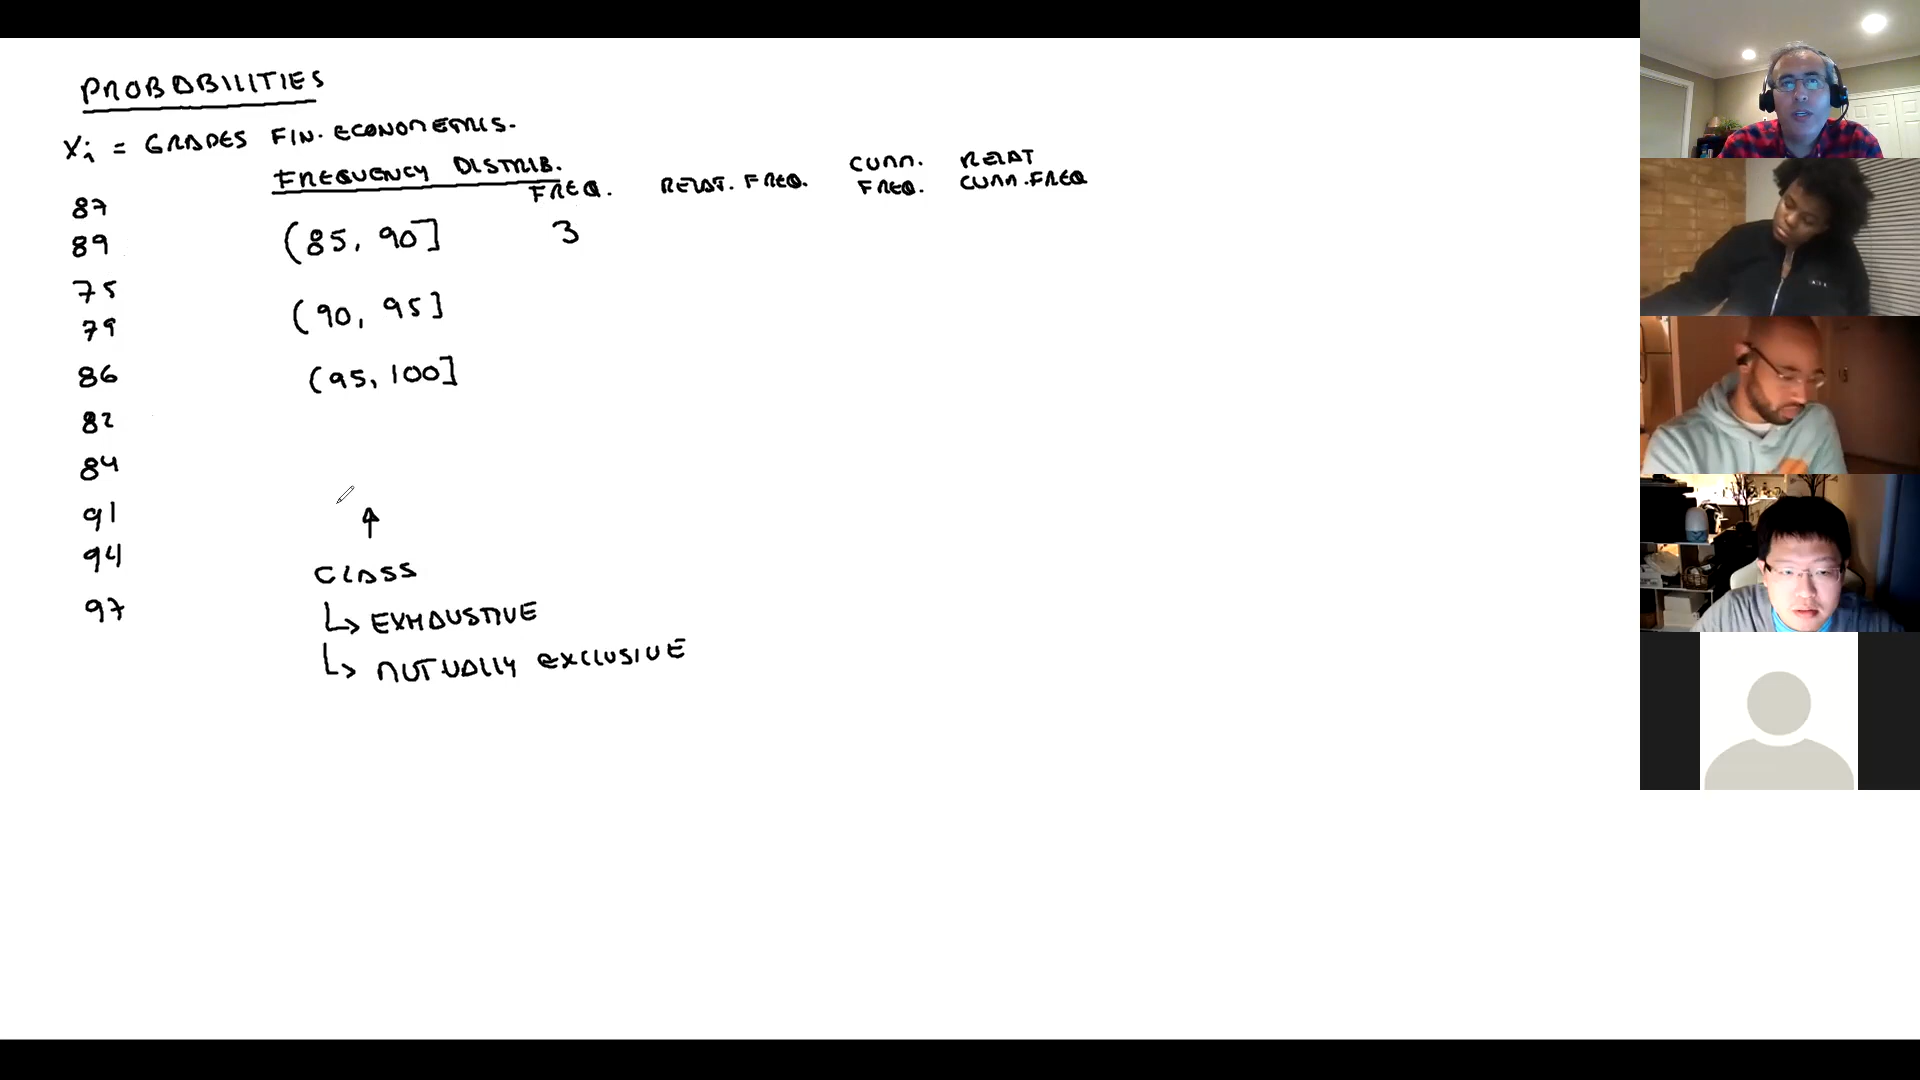 PROBABILITIES
Xi = GRADES FIN. ECONOMETRICS.
FREQUENCY DISTRIB.
FREQ.
RELAT. FREQ.
CUM.
FREQ.
RELAT
CUM.FREQ
87
89
75
79
86
82
84
91
94
97
(85, 90]
3
(90, 95]
(95, 100]
CLASS
↳ EXHAUSTIVE
↳ MUTUALLY EXCLUSIVE